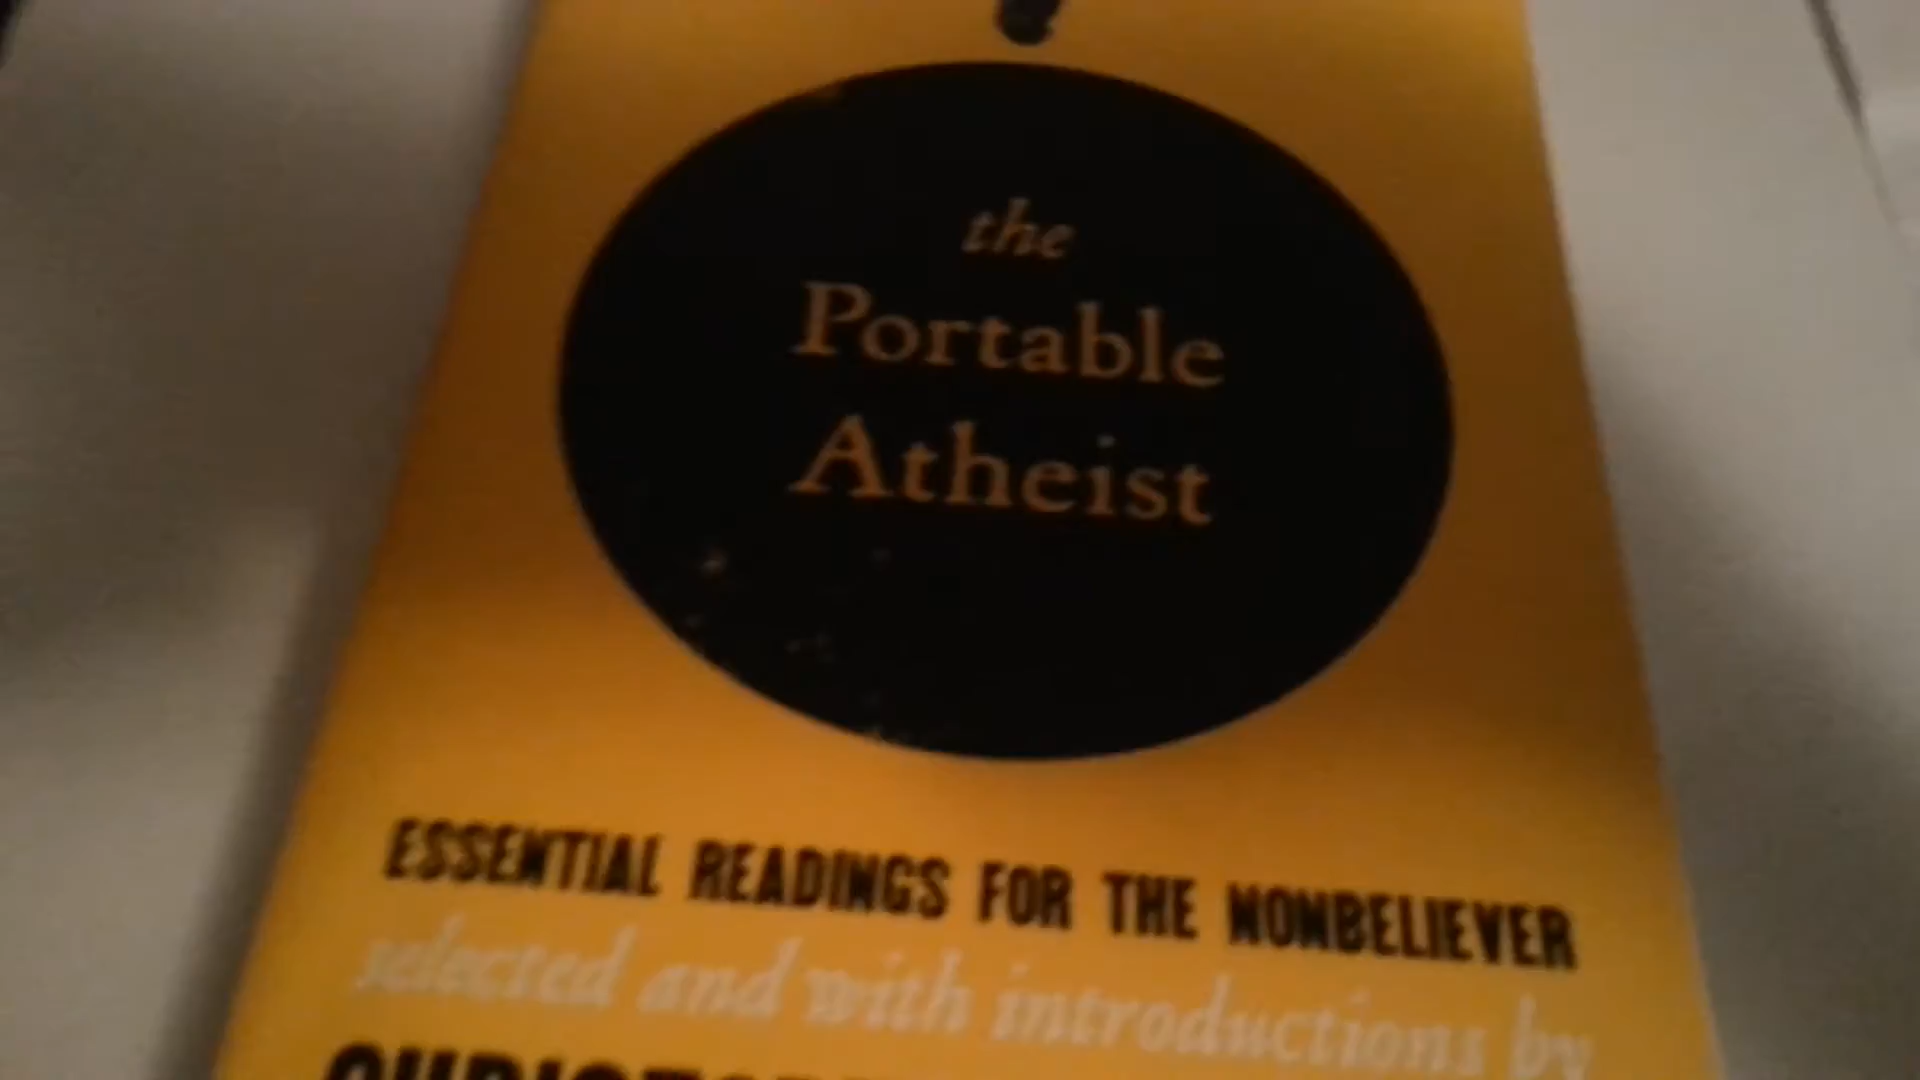 the
Portable
Atheist
ESSENTIAL READINGS FOR THE NONBELIEVER
selected and with introductions by